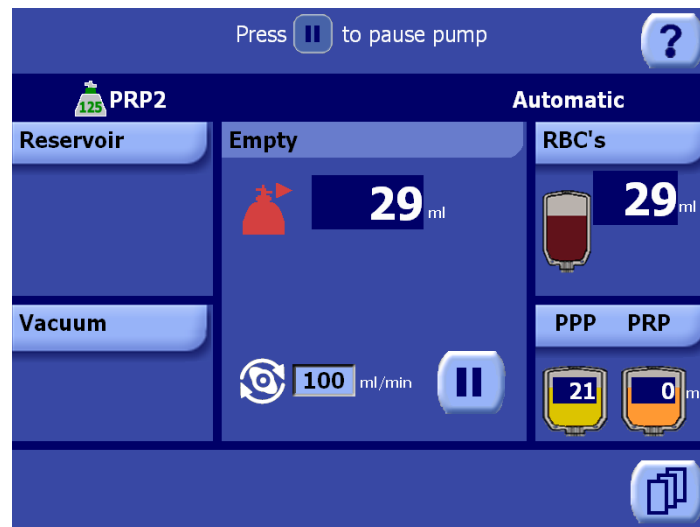 Press II to pause pump
?
125 PRP2
Automatic
Reservoir
Empty
RBC's
29 ml
29 ml
Vacuum
PPP PRP
100 ml/min
21
0 m